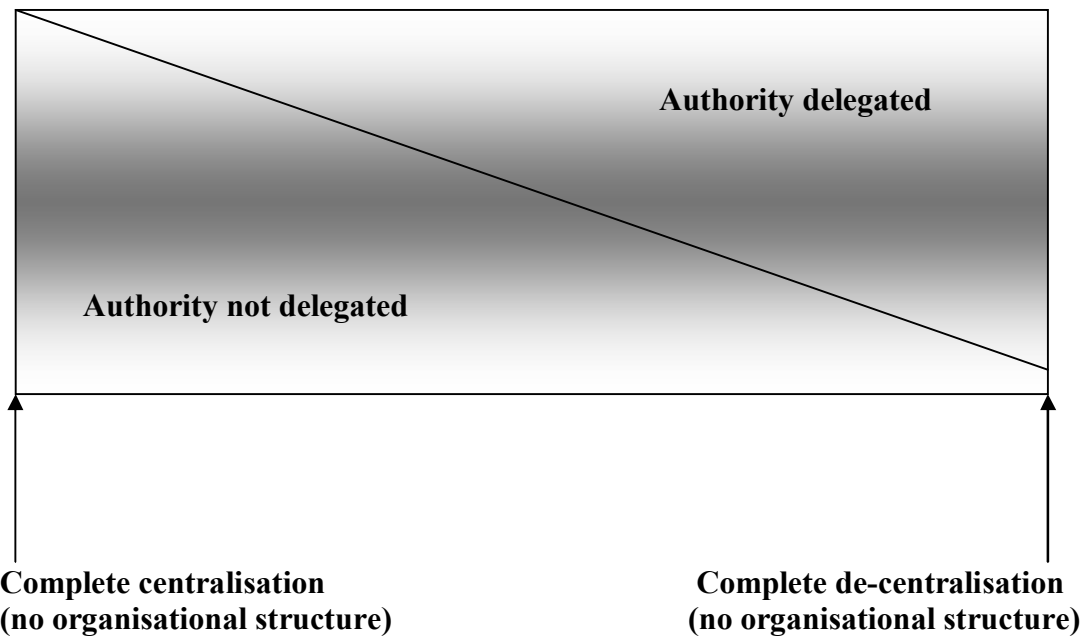 Authority delegated
Authority not delegated
Complete centralisation
(no organisational structure)
Complete de-centralisation
(no organisational structure)